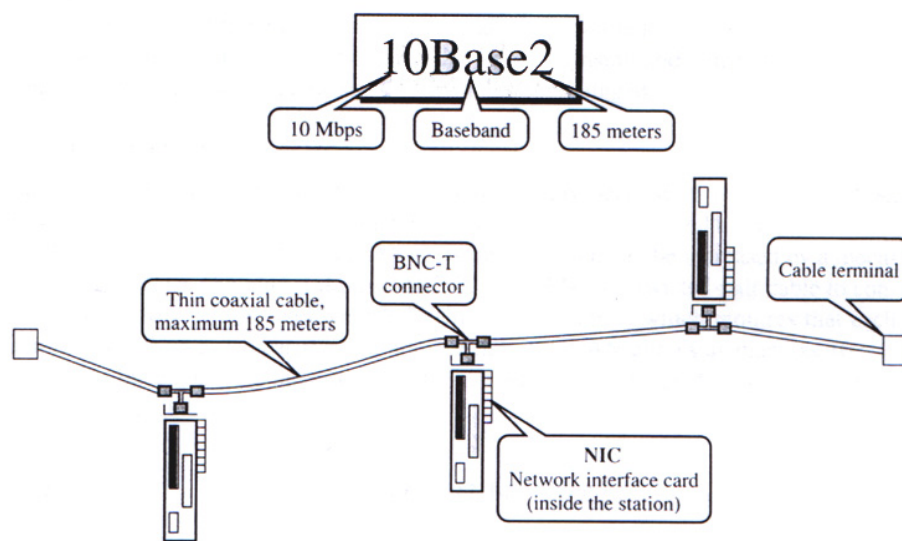 10Base2
10 Mbps
Baseband
185 meters
BNC-T
connector
Cable terminal
Thin coaxial cable,
maximum 185 meters
NIC
Network interface card
(inside the station)